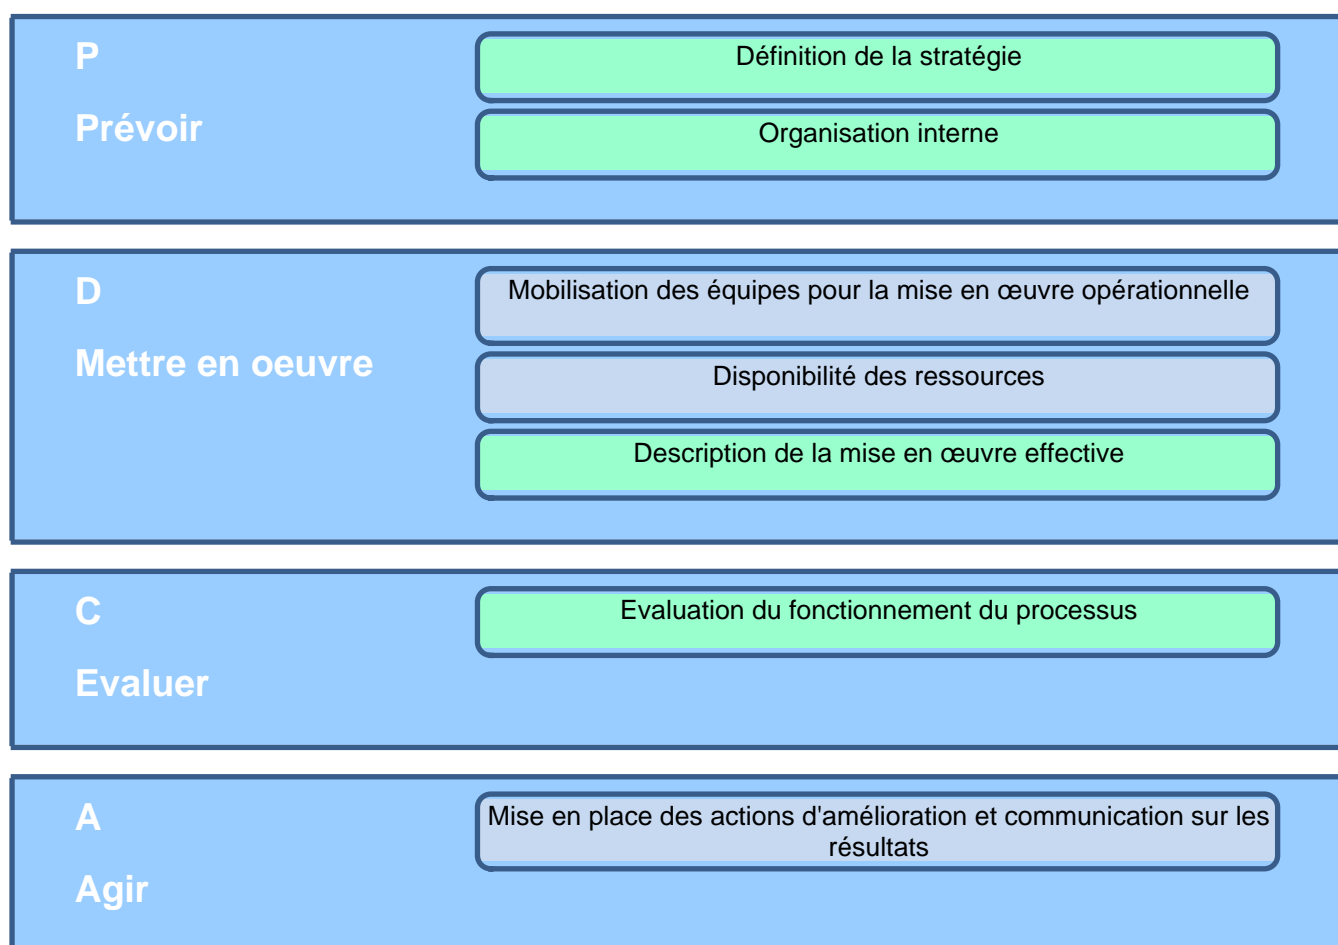 P
Prévoir
Définition de la stratégie
Organisation interne
D
Mettre en oeuvre
Mobilisation des équipes pour la mise en œuvre opérationnelle
Disponibilité des ressources
Description de la mise en œuvre effective
C
Evaluer
Evaluation du fonctionnement du processus
A
Agir
Mise en place des actions d'amélioration et communication sur les
résultats